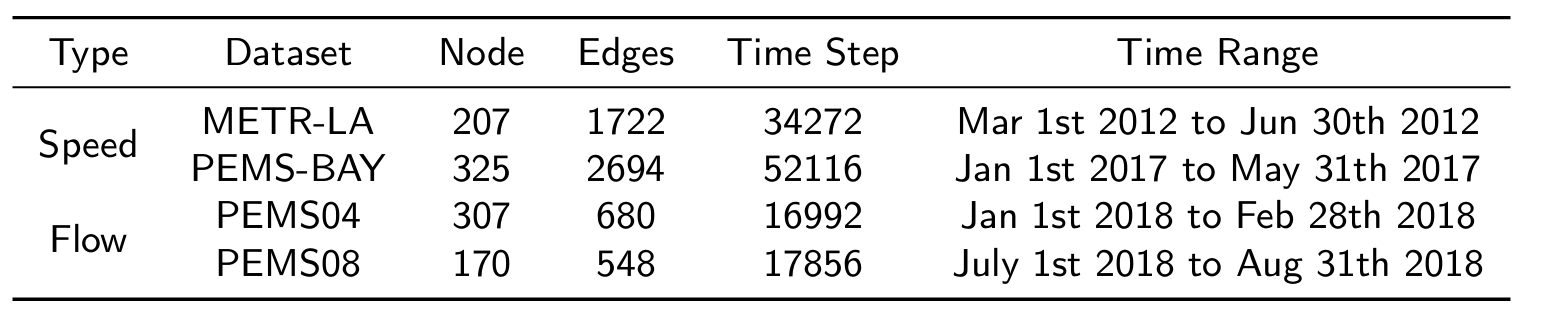 Type Dataset Node Edges Time Step Time Range
Speed METR-LA 207 1722 34272 Mar 1st 2012 to Jun 30th 2012
PEMS-BAY 325 2694 52116 Jan 1st 2017 to May 31th 2017
Flow PEMS04 307 680 16992 Jan 1st 2018 to Feb 28th 2018
PEMS08 170 548 17856 July 1st 2018 to Aug 31th 2018